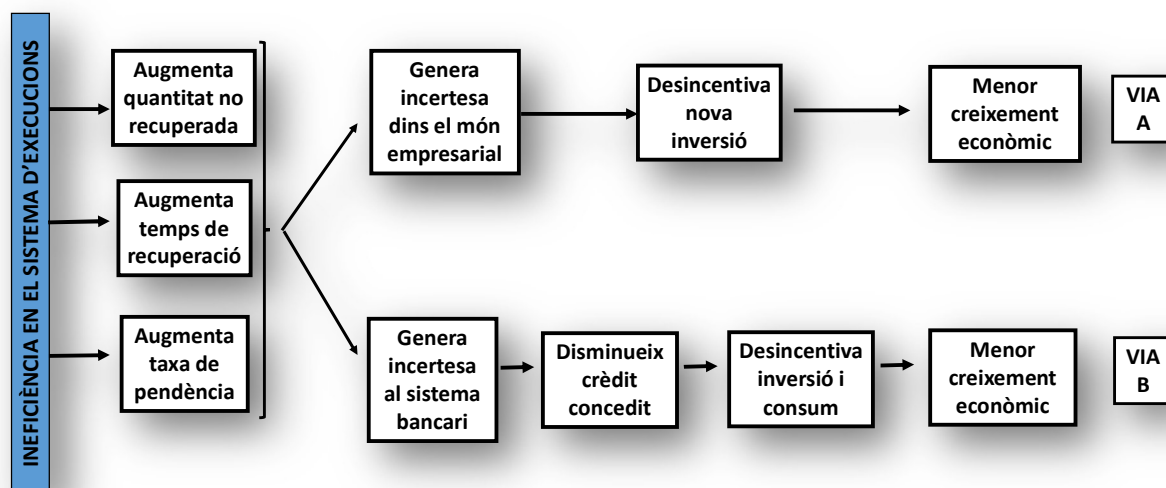 INEFICIÈNCIA EN EL SISTEMA D'EXECUCIONS
Augmenta
quantitat no
recuperada
Augmenta
temps de
recuperació
Augmenta
taxa de
pendència
Genera
incertesa
dins el món
empresarial
Desincentiva
nova
inversió
Menor
creixement
econòmic
VIA
A
Genera
incertesa
al sistema
bancari
Disminueix
crèdit
concedit
Desincentiva
inversió i
consum
Menor
creixement
econòmic
VIA
B